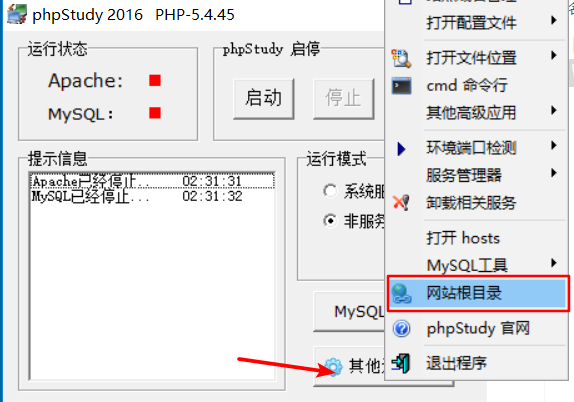 phpStudy 2016 PHP-5.4.45
运行状态
Apache:
MySQL:
phpStudy 启停
启动
停止
提示信息
Apache已经停止.. 02:31:31
MySQL已经停止... 02:31:32
运行模式
系统服
非服务
MySQL
其他
打开配置文件
打开文件位置
cmd 命令行
其他高级应用
环境端口检测
服务管理器
卸载相关服务
打开 hosts
MySQL工具
网站根目录
phpStudy 官网
退出程序